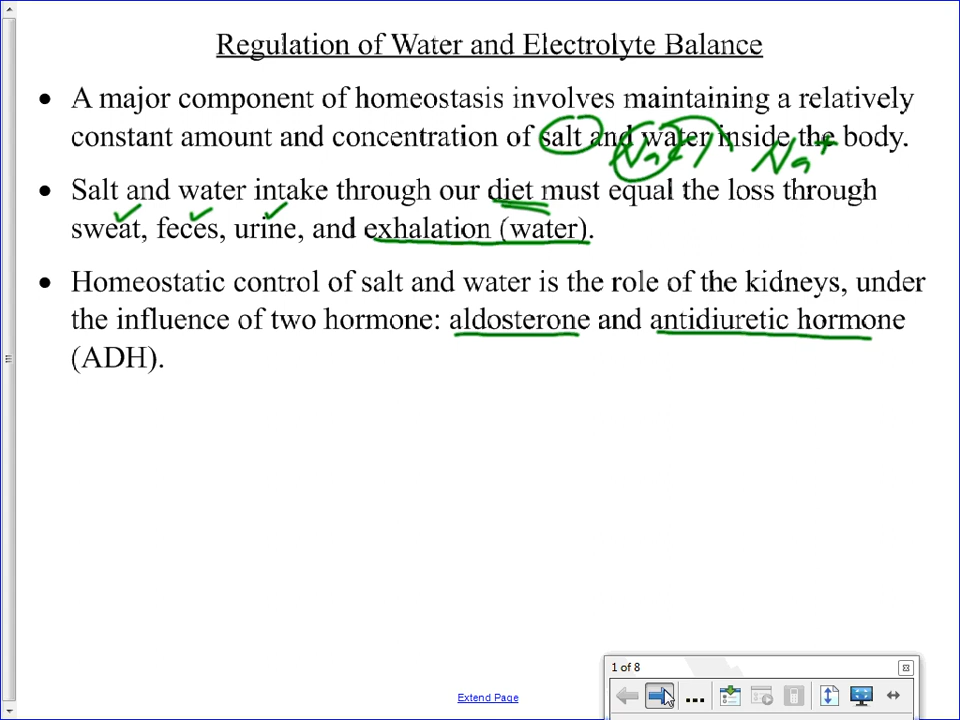 Regulation of Water and Electrolyte Balance
• A major component of homeostasis involves maintaining a relatively
constant amount and concentration of salt and water inside the body.
NaCl Na+
• Salt and water intake through our diet must equal the loss through
sweat, feces, urine, and exhalation (water).
• Homeostatic control of salt and water is the role of the kidneys, under
the influence of two hormone: aldosterone and antidiuretic hormone
(ADH).
1 of 8
Extend Page